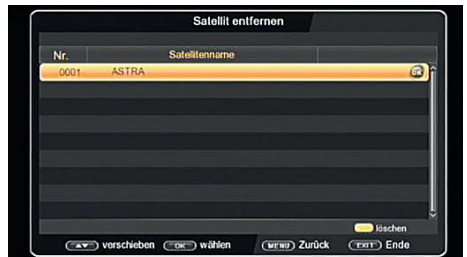 Satellit entfernen
Nr. Satellitenname
0001 ASTRA OK
löschen
verschieben OK wählen MENU Zurück EXIT Ende